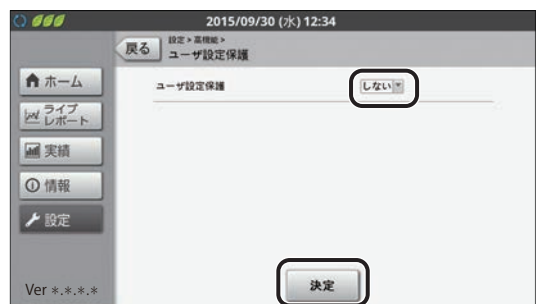 2015/09/30 (水) 12:34
戻る
設定▶高機能▶
ユーザ設定保護
ホーム
ライブ
レポート
実績
情報
設定
ユーザ設定保護 しない
決定
Ver *.*.*.*